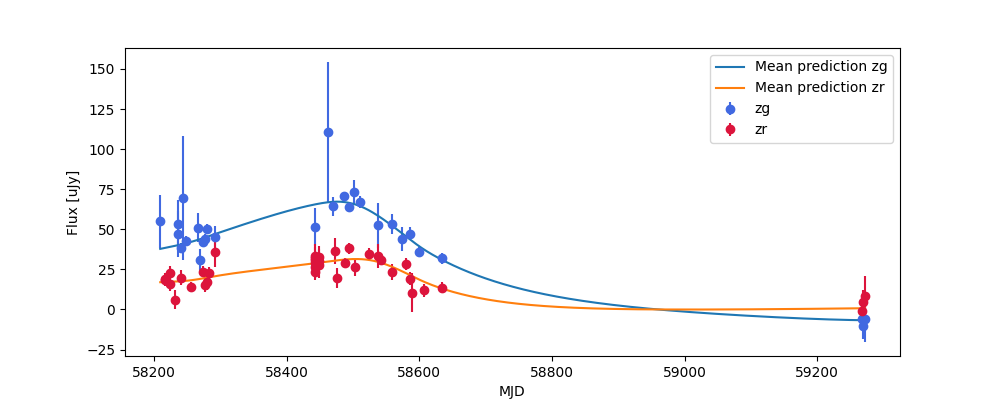 Mean prediction zg
Mean prediction zr
zg
zr
150
125
100
75
50
25
0
−25
Flux [uJy]
58200
58400
58600
58800
59000
59200
MJD